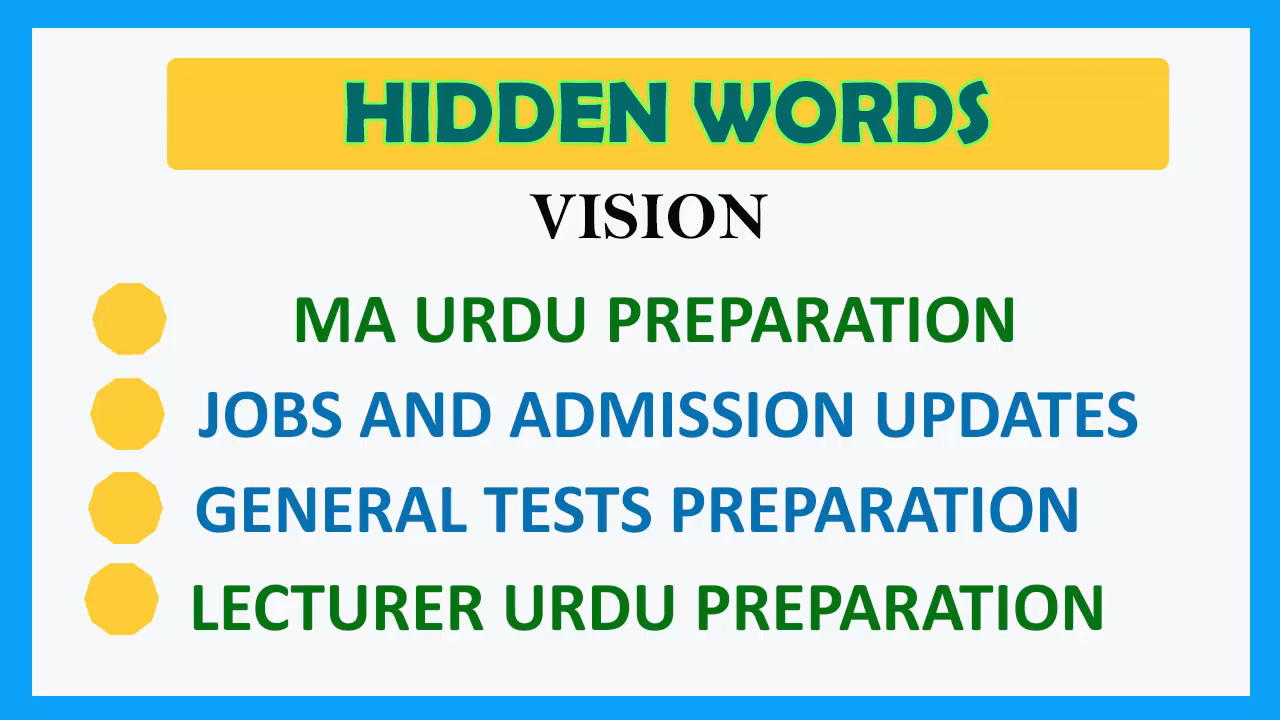 HIDDEN WORDS
VISION
MA URDU PREPARATION
JOBS AND ADMISSION UPDATES
GENERAL TESTS PREPARATION
LECTURER URDU PREPARATION